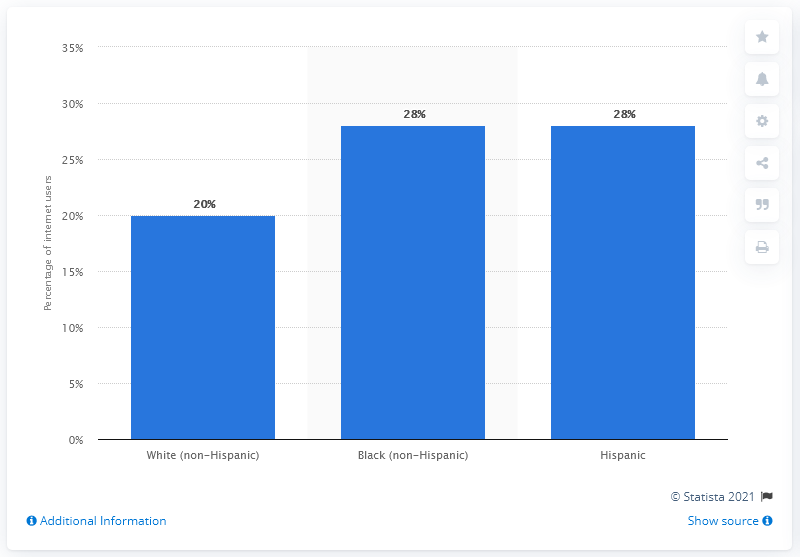 35%
30%
25%
20%
15%
10%
5%
0%
Percentage of internet users
20%
28%
28%
White (non-Hispanic)
Black (non-Hispanic)
Hispanic
© Statista 2021
Additional Information
Show source